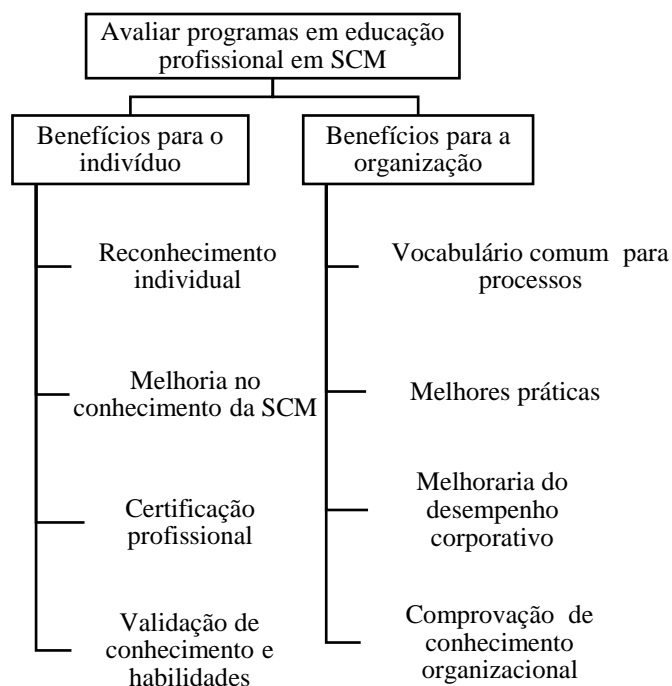 Avaliar programas em educação
profissional em SCM
Benefícios para o
indivíduo
Benefícios para a
organização
Reconhecimento
individual
Vocabulário comum para
processos
Melhoria no
conhecimento da SCM
Melhores práticas
Certificação
profissional
Melhoraria do
desempenho
corporativo
Validação de
conhecimento e
habilidades
Comprovação de
conhecimento
organizacional